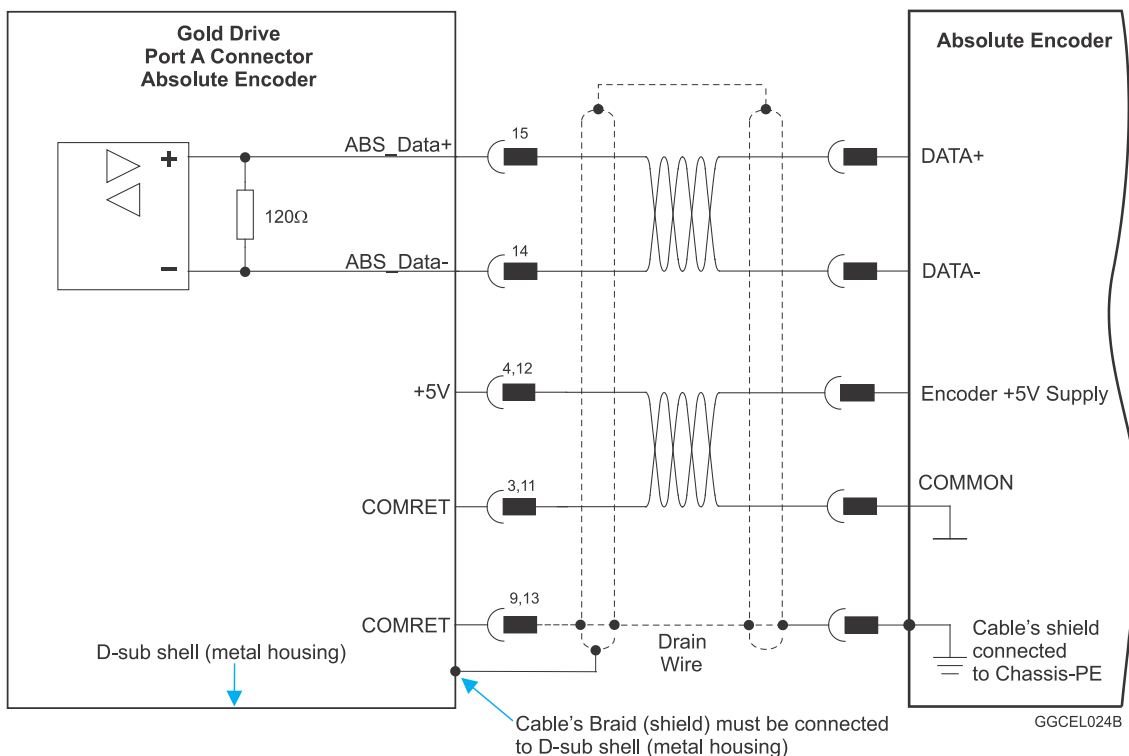 Gold Drive
Port A Connector
Absolute Encoder
Absolute Encoder
+
-
120Ω
ABS_Data+
15
DATA+
ABS_Data-
14
DATA-
+5V
4,12
Encoder +5V Supply
COMRET
3,11
COMMON
COMRET
9,13
Drain
Wire
Cable's shield
connected
to Chassis-PE
D-sub shell (metal housing)
Cable's Braid (shield) must be connected
to D-sub shell (metal housing)
GGCEL024B